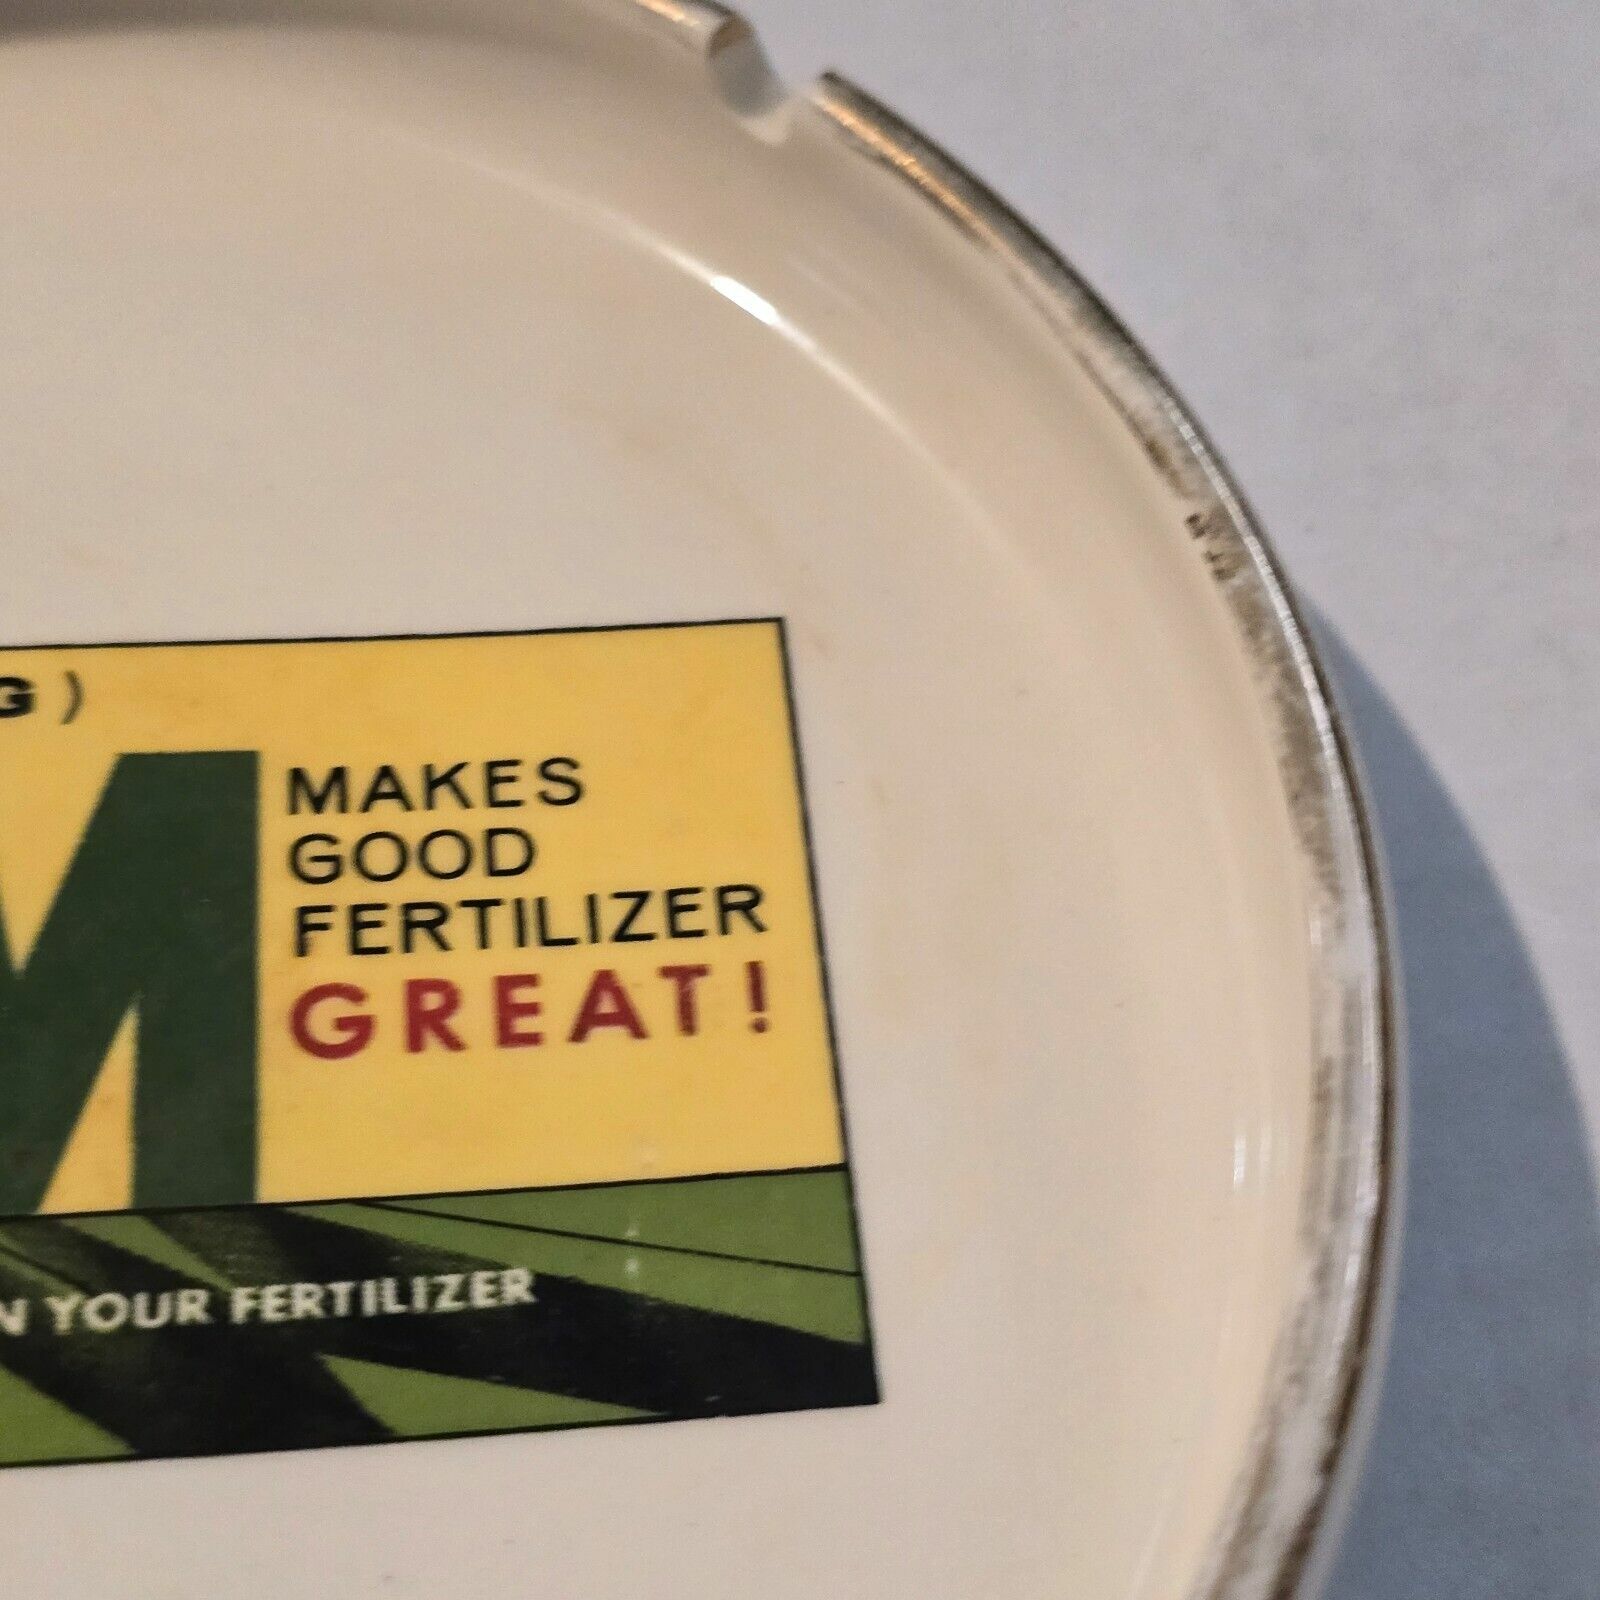 G)
M
MAKES
GOOD
FERTILIZER
GREAT!
N YOUR FERTILIZER